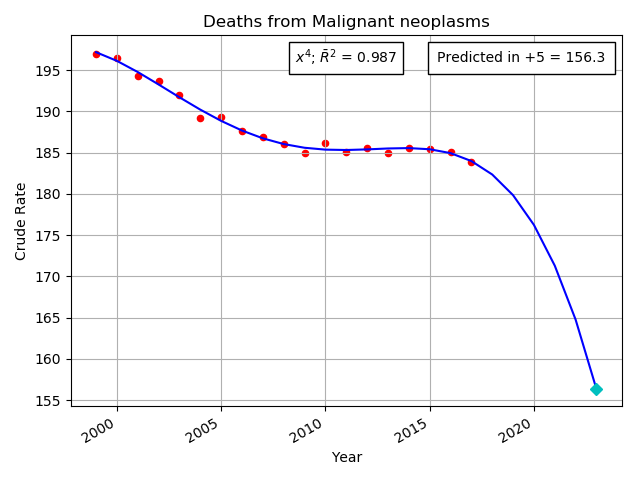 Deaths from Malignant neoplasms
x⁴; R̄² = 0.987
Predicted in +5 = 156.3
Crude Rate
195
190
185
180
175
170
165
160
155
2000
2005
2010
2015
2020
Year